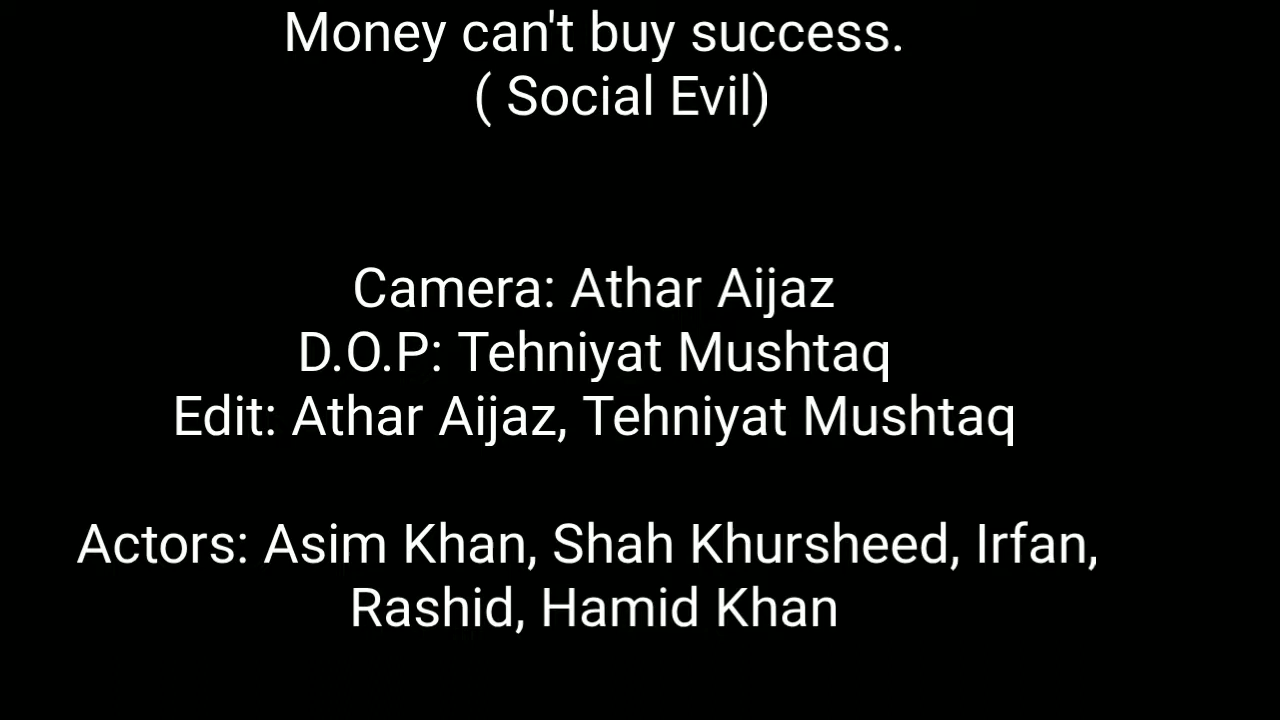 Money can't buy success.
( Social Evil)
Camera: Athar Aijaz
D.O.P: Tehniyat Mushtaq
Edit: Athar Aijaz, Tehniyat Mushtaq
Actors: Asim Khan, Shah Khursheed, Irfan,
Rashid, Hamid Khan